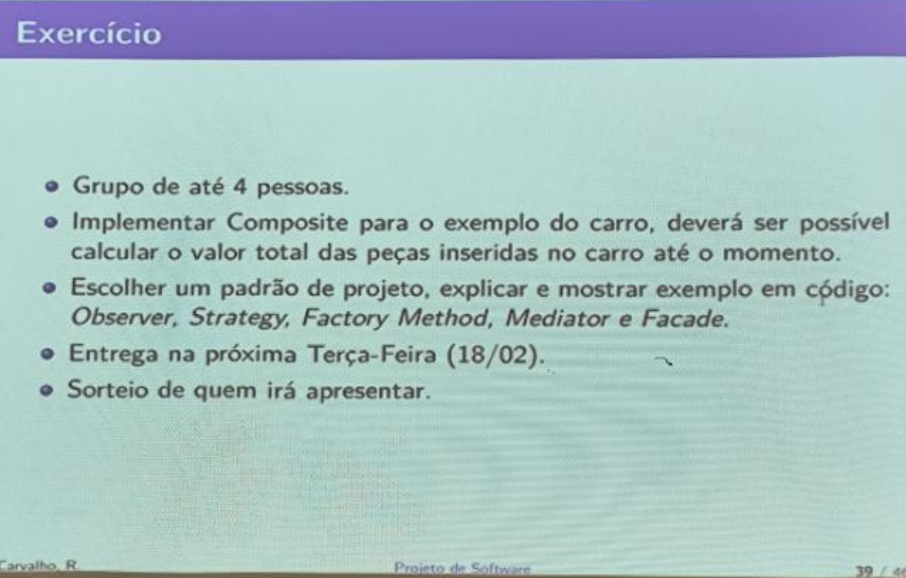 Exercício
Grupo de até 4 pessoas.
Implementar Composite para o exemplo do carro, deverá ser possível
calcular o valor total das peças inseridas no carro até o momento.
Escolher um padrão de projeto, explicar e mostrar exemplo em código:
Observer, Strategy, Factory Method, Mediator e Facade.
Entrega na próxima Terça-Feira (18/02).
Sorteio de quem irá apresentar.
Carvalho, R.
Projeto de Software
39 / 46